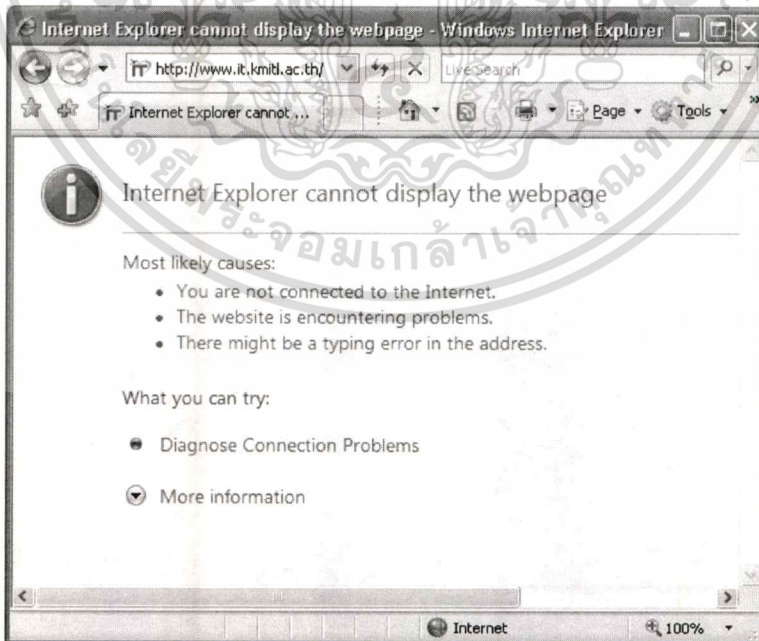 Internet Explorer cannot display the webpage - Windows Internet Explorer
http://www.it.kmitl.ac.th/ Live Search
Internet Explorer cannot ... Page Tools »
Internet Explorer cannot display the webpage
Most likely causes:
• You are not connected to the Internet.
• The website is encountering problems.
• There might be a typing error in the address.
What you can try:
Diagnose Connection Problems
More information
Internet 100%